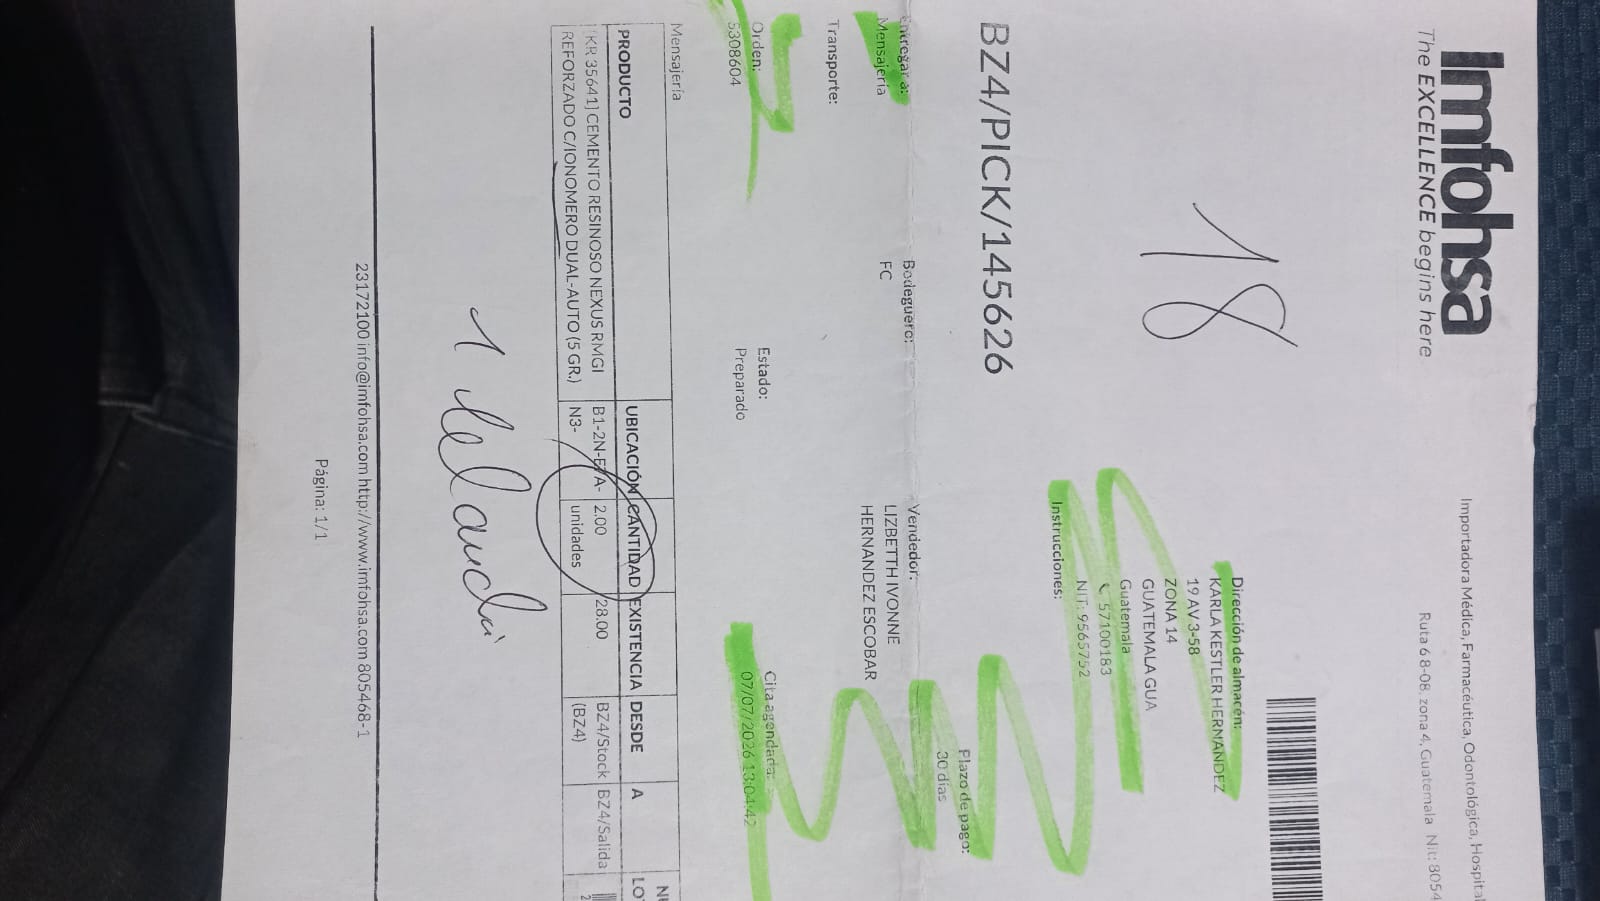 Imfohsa
The EXCELLENCE begins here
Importadora Médica, Farmacéutica, Odontológica, Hospital
Ruta 6 8-08, zona 4, Guatemala Nit: 8054
18
Dirección de almacén:
KARLA KESTLER HERNANDEZ
19 AV 3-58
ZONA 14
GUATEMALA GUA
Guatemala
57100183
NIT: 9565752
Instrucciones:
BZ4/PICK/145626
Plazo de pago:
30 días
Entregar a:
Mensajería
Bodeguero:
FC
Vendedor:
LIZBETTH IVONNE
HERNANDEZ ESCOBAR
Transporte:
Orden:
5308604
Estado:
Preparado
Cita agendada:
07/07/2026 13:04:42
Mensajería
PRODUCTO UBICACIÓN CANTIDAD EXISTENCIA DESDE A
KR 35641] CEMENTO RESINOSO NEXUS RMGI B1-2N-E7A- 2.00 28.00 BZ4/Stock BZ4/Salida
REFORZADO C/IONOMERO DUAL-AUTO (5 GR.) N3- unidades (BZ4)
23172100 info@imfohsa.com http://www.imfohsa.com 805468-1
Página: 1/1